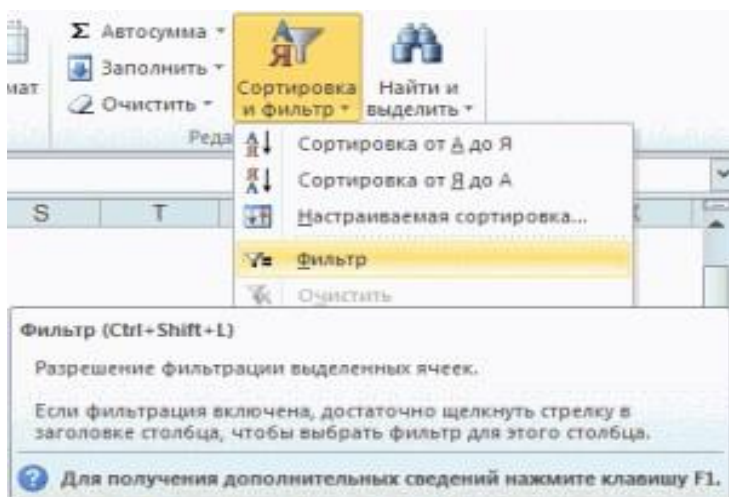 Σ Автосумма
Заполнить
Очистить
мат
Сортировка
и фильтр
Найти и
выделить
Реда
Сортировка от А до Я
Сортировка от Я до А
Настраиваемая сортировка...
S T
Фильтр
Очистить
Фильтр (Ctrl+Shift+L)
Разрешение фильтрации выделенных ячеек.
Если фильтрация включена, достаточно щелкнуть стрелку в
заголовке столбца, чтобы выбрать фильтр для этого столбца.
Для получения дополнительных сведений нажмите клавишу F1.